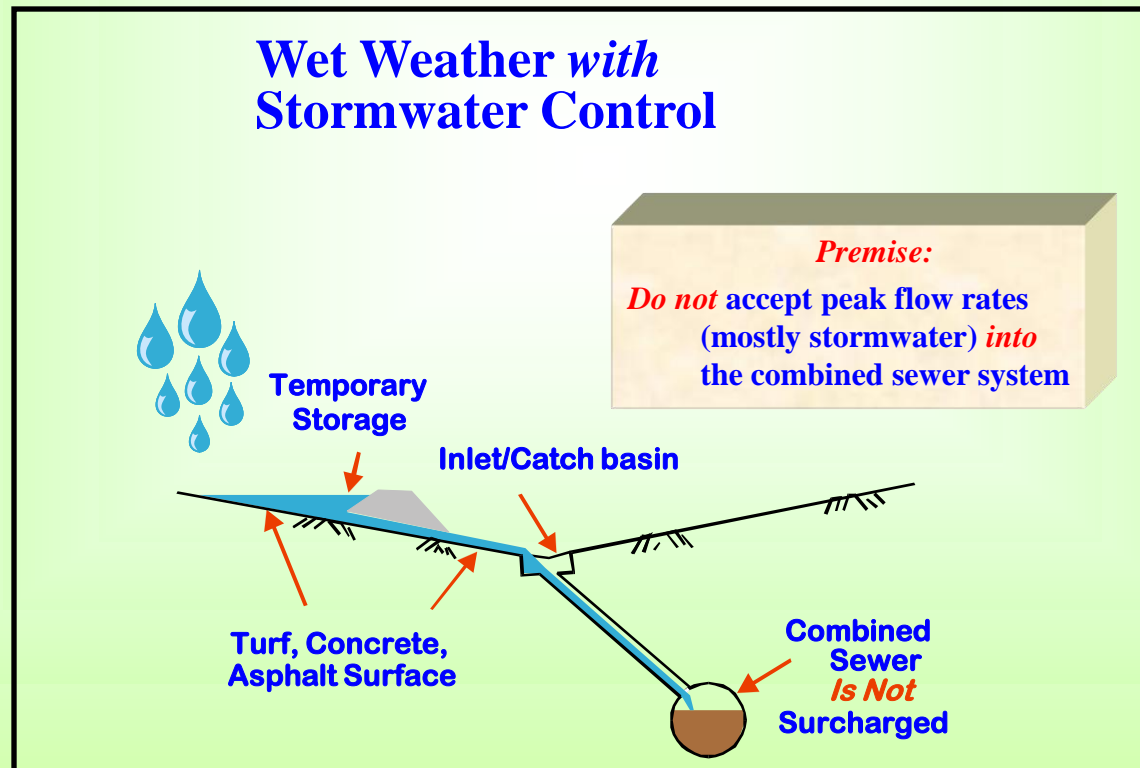 Wet Weather with
Stormwater Control
Premise:
Do not accept peak flow rates
(mostly stormwater) into
the combined sewer system
Temporary
Storage
Inlet/Catch basin
Turf, Concrete,
Asphalt Surface
Combined
Sewer
Is Not
Surcharged